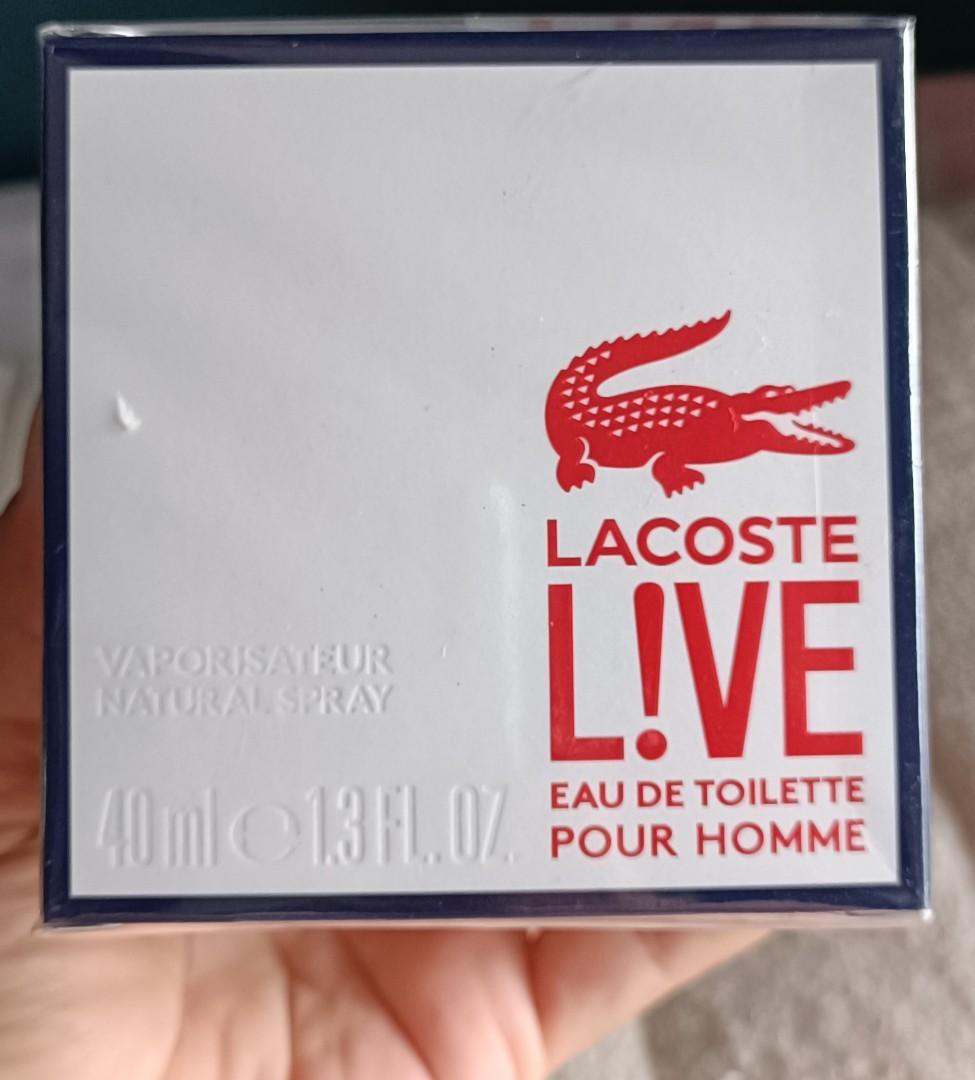 LACOSTE
L!VE
EAU DE TOILETTE
POUR HOMME
VAPORISATEUR
NATURAL SPRAY
40 ml ℮ 1.3 FL. OZ.